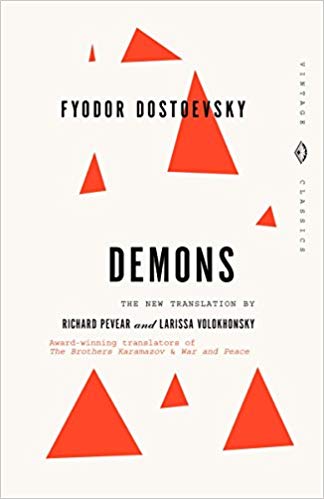 FYODOR DOSTOEVSKY
VINTAGE CLASSICS
DEMONS
THE NEW TRANSLATION BY
RICHARD PEVEAR and LARISSA VOLOKHONSKY
Award-winning translators of
The Brothers Karamazov & War and Peace